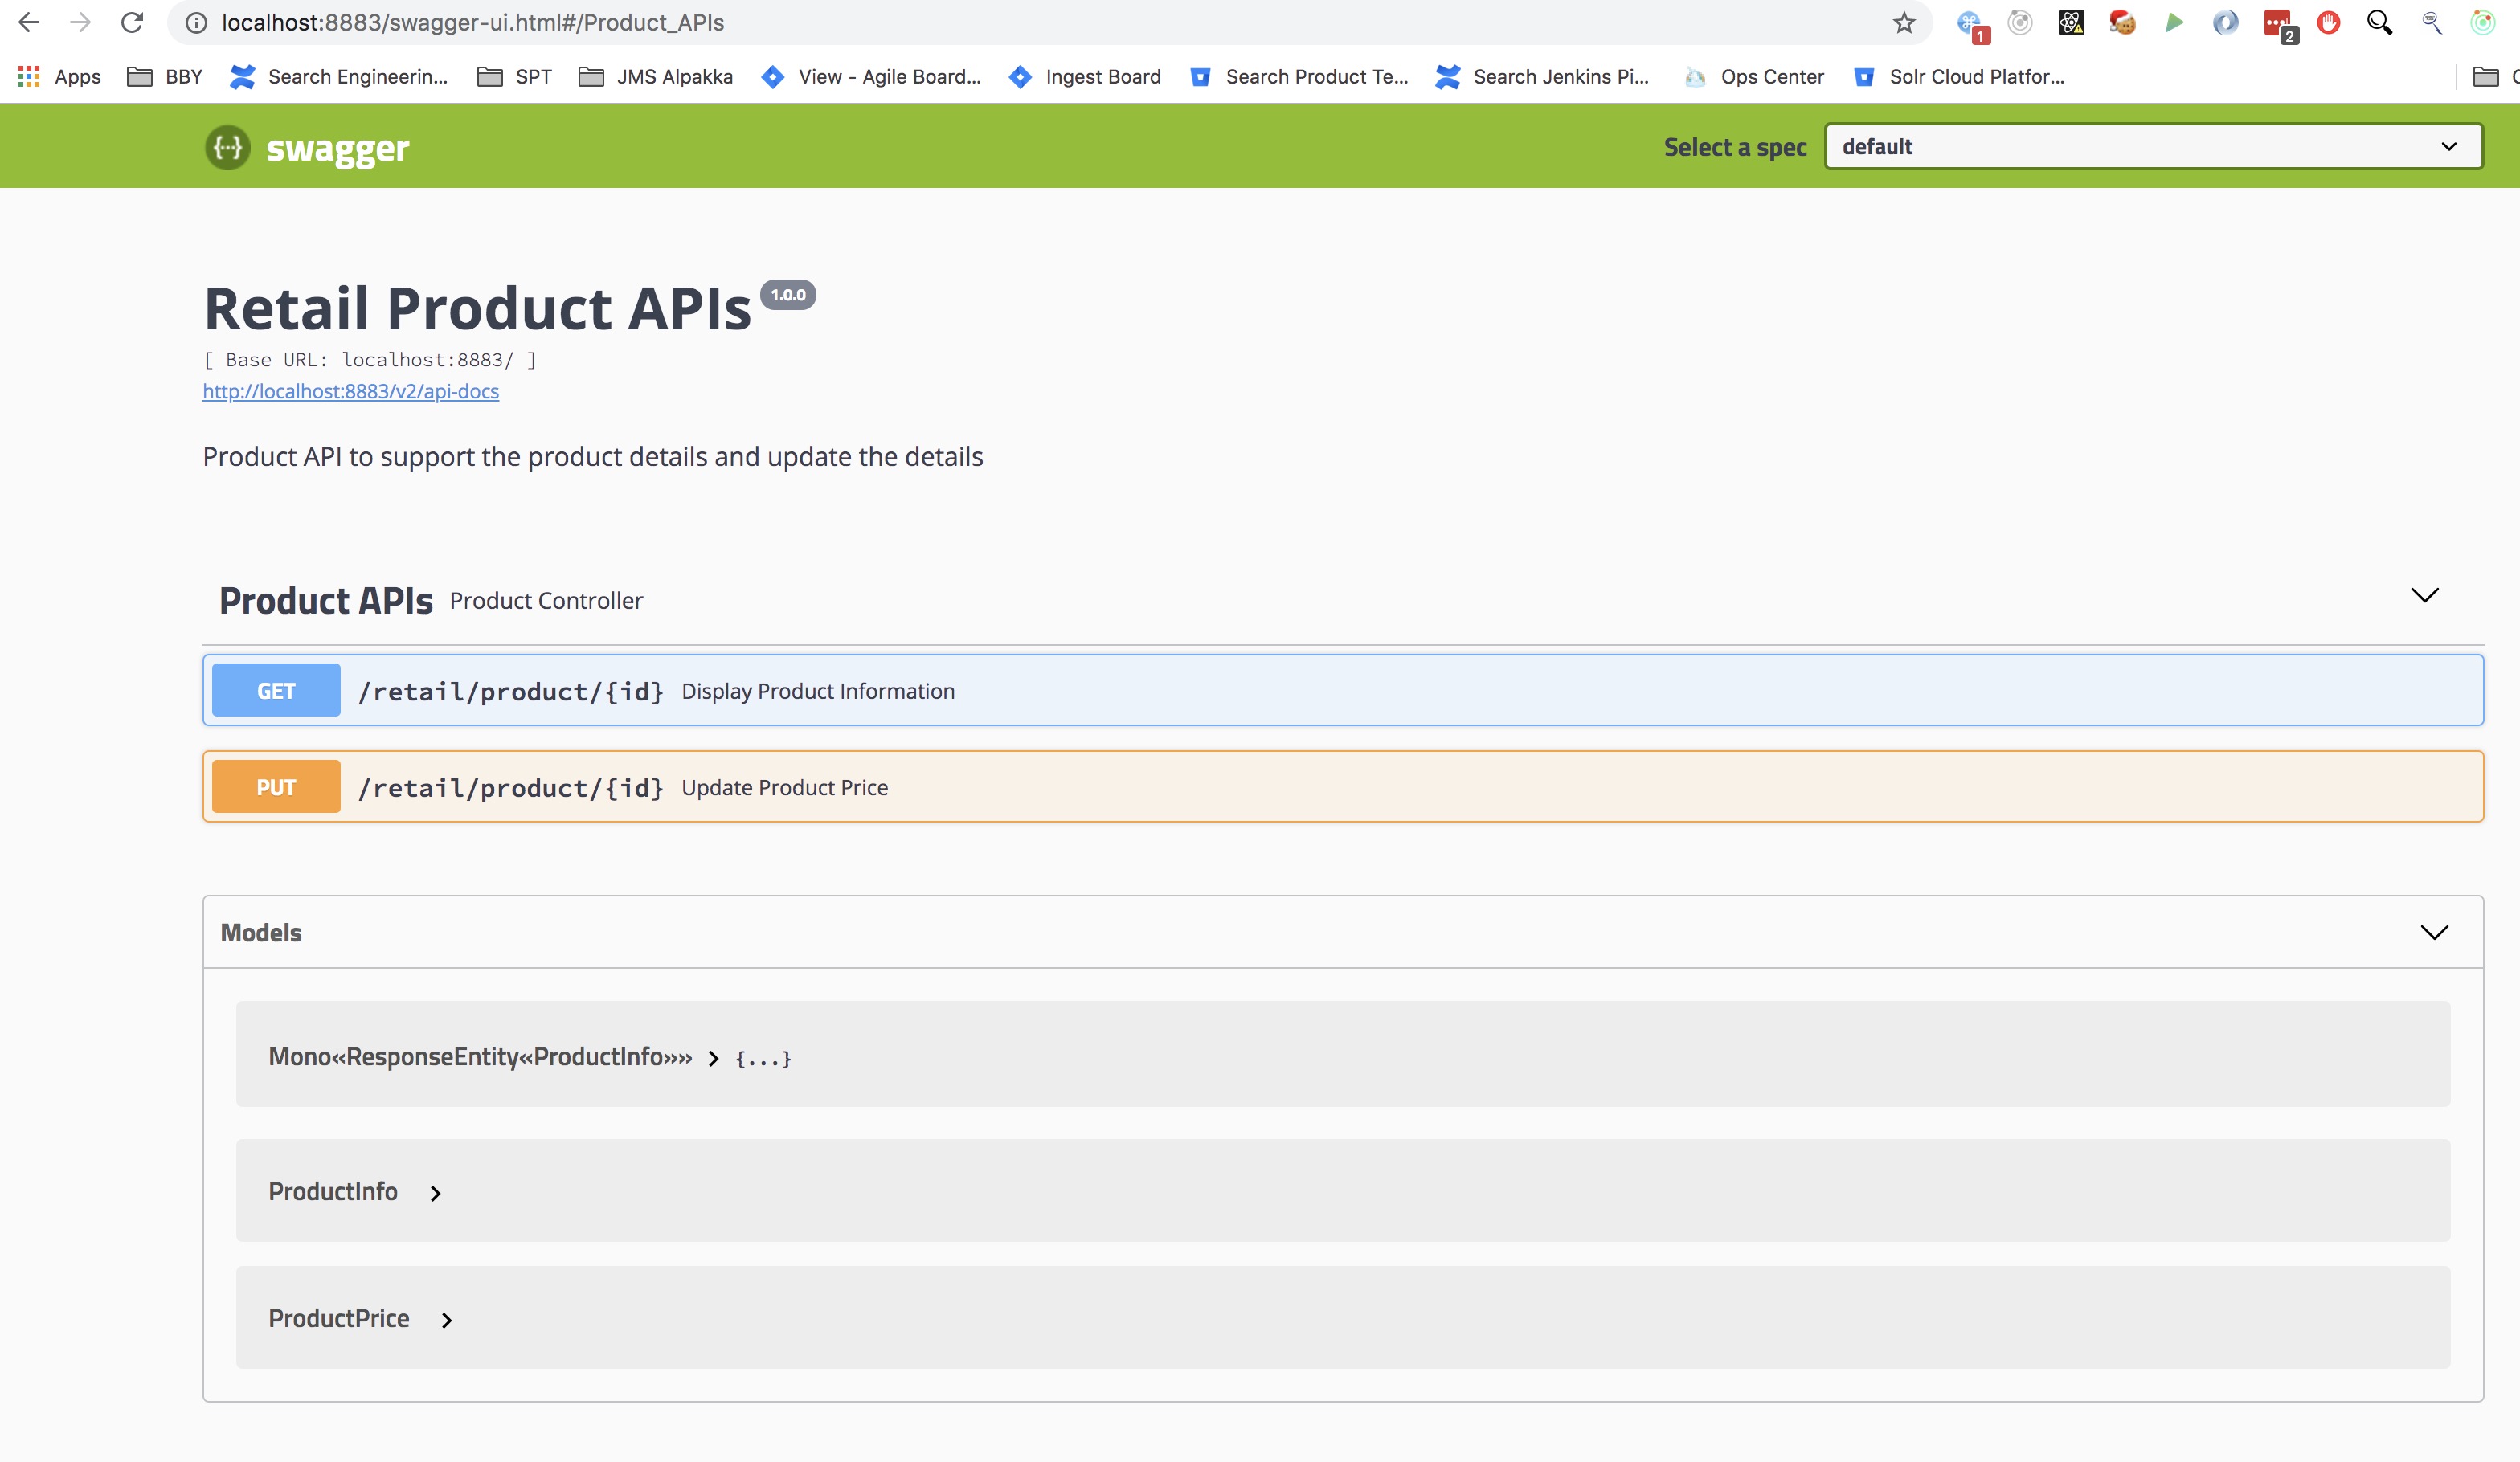 localhost:8883/swagger-ui.html#/Product_APIs
1
2
Apps BBY Search Engineerin... SPT JMS Alpakka View - Agile Board... Ingest Board Search Product Te... Search Jenkins Pi... Ops Center Solr Cloud Platfor...
{...} swagger Select a spec default
Retail Product APIs 1.0.0
[ Base URL: localhost:8883/ ]
http://localhost:8883/v2/api-docs
Product API to support the product details and update the details
Product APIs Product Controller
GET /retail/product/{id} Display Product Information
PUT /retail/product/{id} Update Product Price
Models
Mono«ResponseEntity«ProductInfo»» > {...}
ProductInfo >
ProductPrice >